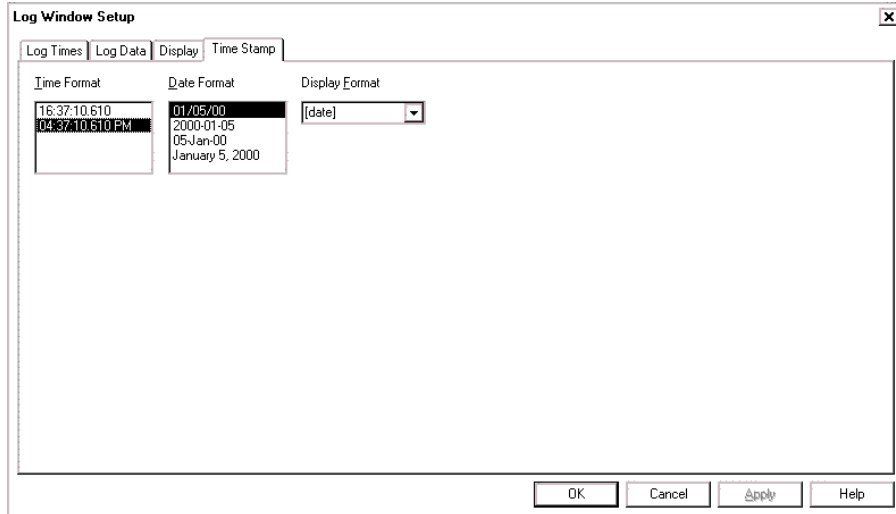 Log Window Setup
Log Times Log Data Display Time Stamp
Time Format
16:37:10.610
04:37:10.610 PM
Date Format
01/05/00
2000-01-05
05-Jan-00
January 5, 2000
Display Format
[date]
OK Cancel Apply Help